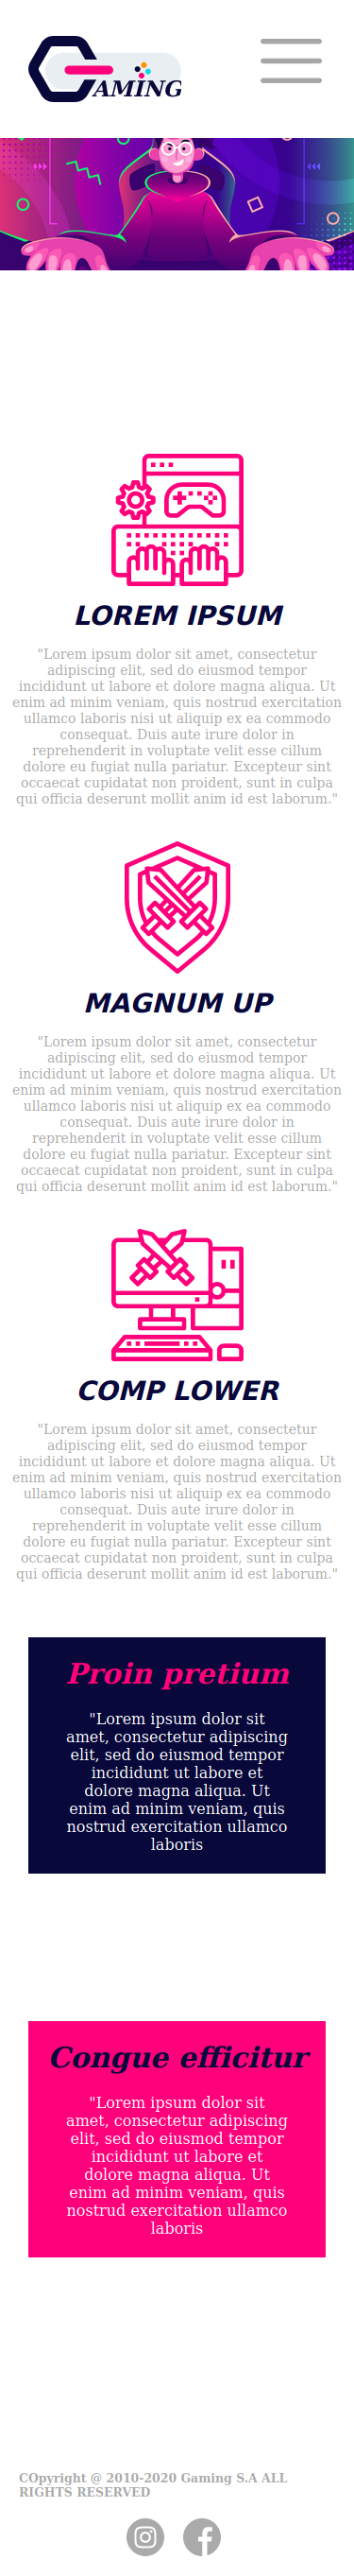 GAMING
LOREM IPSUM
"Lorem ipsum dolor sit amet, consectetur
adipiscing elit, sed do eiusmod tempor
incididunt ut labore et dolore magna aliqua. Ut
enim ad minim veniam, quis nostrud exercitation
ullamco laboris nisi ut aliquip ex ea commodo
consequat. Duis aute irure dolor in
reprehenderit in voluptate velit esse cillum
dolore eu fugiat nulla pariatur. Excepteur sint
occaecat cupidatat non proident, sunt in culpa
qui officia deserunt mollit anim id est laborum."
MAGNUM UP
"Lorem ipsum dolor sit amet, consectetur
adipiscing elit, sed do eiusmod tempor
incididunt ut labore et dolore magna aliqua. Ut
enim ad minim veniam, quis nostrud exercitation
ullamco laboris nisi ut aliquip ex ea commodo
consequat. Duis aute irure dolor in
reprehenderit in voluptate velit esse cillum
dolore eu fugiat nulla pariatur. Excepteur sint
occaecat cupidatat non proident, sunt in culpa
qui officia deserunt mollit anim id est laborum."
COMP LOWER
"Lorem ipsum dolor sit amet, consectetur
adipiscing elit, sed do eiusmod tempor
incididunt ut labore et dolore magna aliqua. Ut
enim ad minim veniam, quis nostrud exercitation
ullamco laboris nisi ut aliquip ex ea commodo
consequat. Duis aute irure dolor in
reprehenderit in voluptate velit esse cillum
dolore eu fugiat nulla pariatur. Excepteur sint
occaecat cupidatat non proident, sunt in culpa
qui officia deserunt mollit anim id est laborum."
Proin pretium
"Lorem ipsum dolor sit
amet, consectetur adipiscing
elit, sed do eiusmod tempor
incididunt ut labore et
dolore magna aliqua. Ut
enim ad minim veniam, quis
nostrud exercitation ullamco
laboris
Congue efficitur
"Lorem ipsum dolor sit
amet, consectetur adipiscing
elit, sed do eiusmod tempor
incididunt ut labore et
dolore magna aliqua. Ut
enim ad minim veniam, quis
nostrud exercitation ullamco
laboris
COpyright @ 2010-2020 Gaming S.A ALL
RIGHTS RESERVED